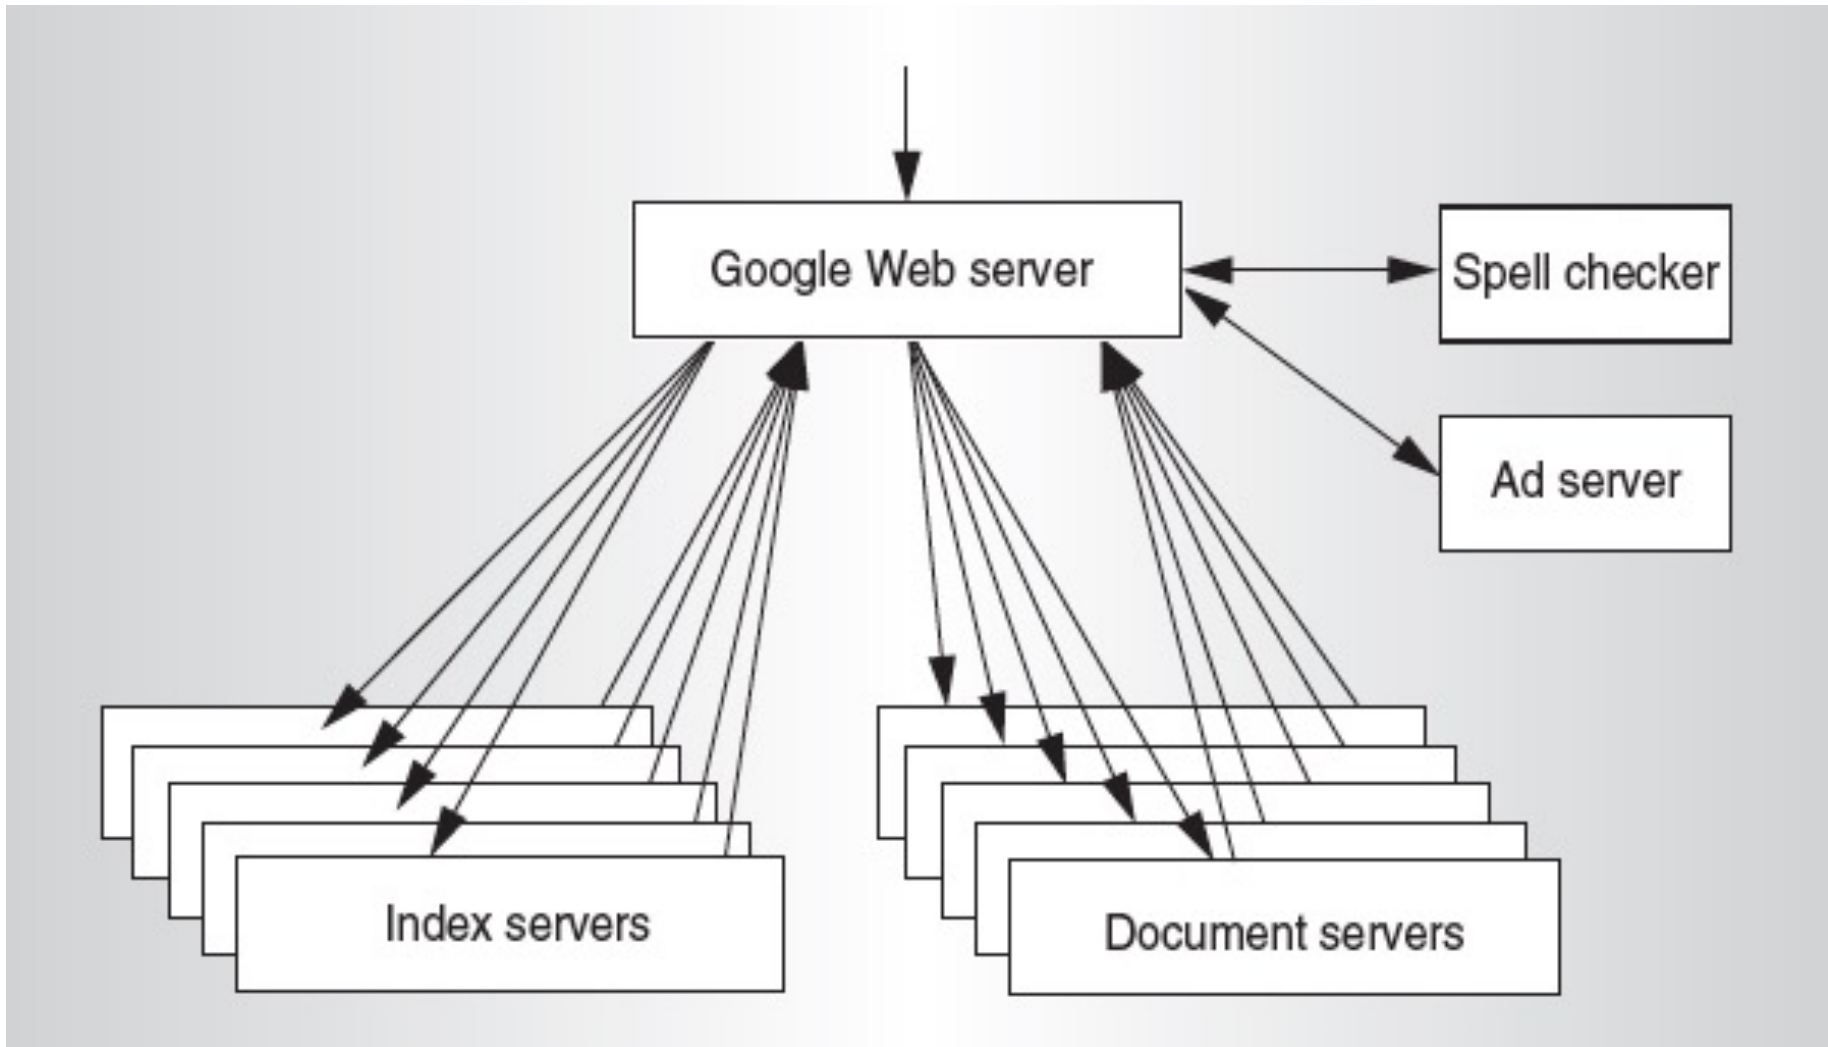 Google Web server
Spell checker
Ad server
Index servers
Document servers